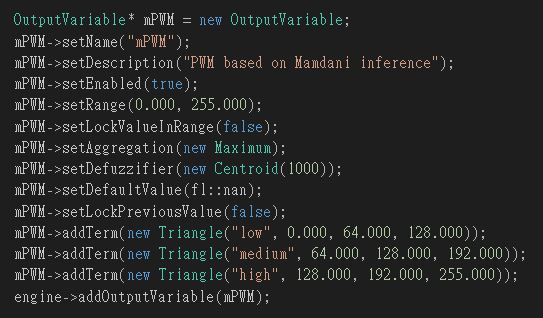 OutputVariable* mPWM = new OutputVariable;
mPWM->setName("mPWM");
mPWM->setDescription("PWM based on Mamdani inference");
mPWM->setEnabled(true);
mPWM->setRange(0.000, 255.000);
mPWM->setLockValueInRange(false);
mPWM->setAggregation(new Maximum);
mPWM->setDefuzzifier(new Centroid(1000));
mPWM->setDefaultValue(fl::nan);
mPWM->setLockPreviousValue(false);
mPWM->addTerm(new Triangle("low", 0.000, 64.000, 128.000));
mPWM->addTerm(new Triangle("medium", 64.000, 128.000, 192.000));
mPWM->addTerm(new Triangle("high", 128.000, 192.000, 255.000));
engine->addOutputVariable(mPWM);